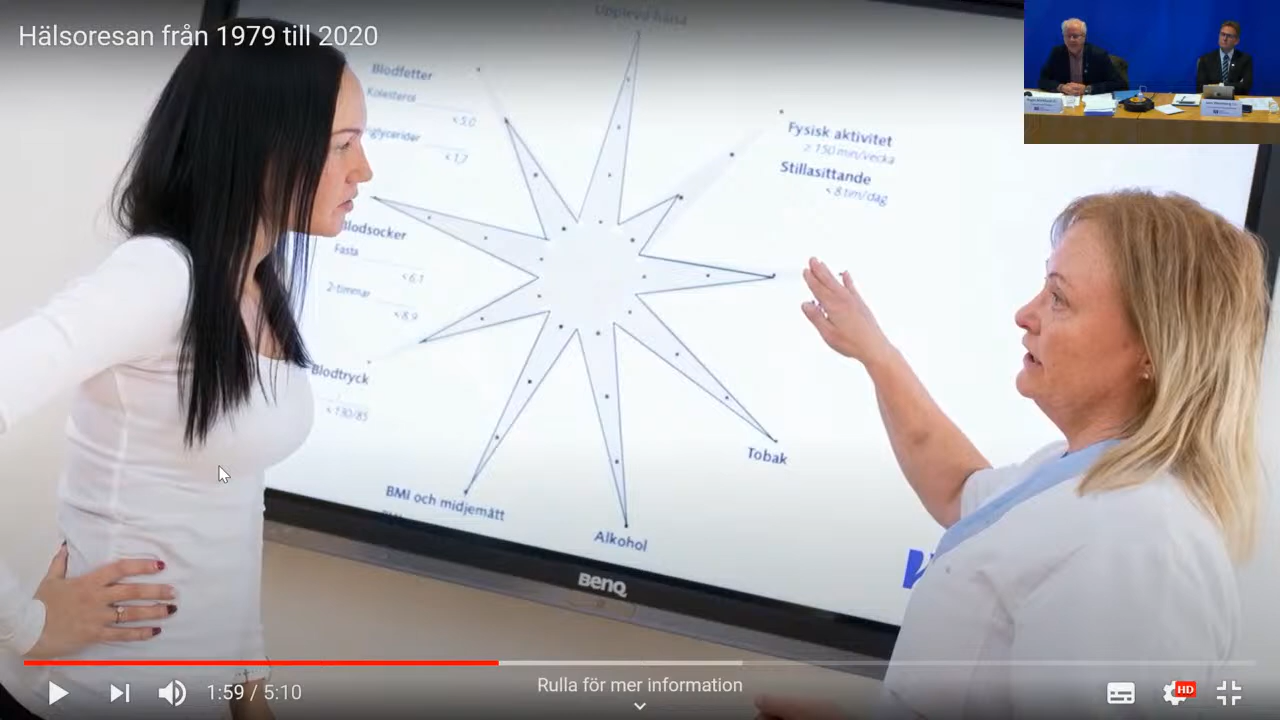 Hälsoresan från 1979 till 2020
Upplevd hälsa
Blodfetter
Kolesterol
< 5,0
glycerider
< 1,7
Fysisk aktivitet
≥ 150 min/vecka
Stillasittande
< 8 tim/dag
Blodsocker
Fasta
< 6,1
2-timmar
< 8,9
Blodtryck
< 130/85
Tobak
BMI och midjemått
Alkohol
BenQ
1:59 / 5:10
Rulla för mer information
HD